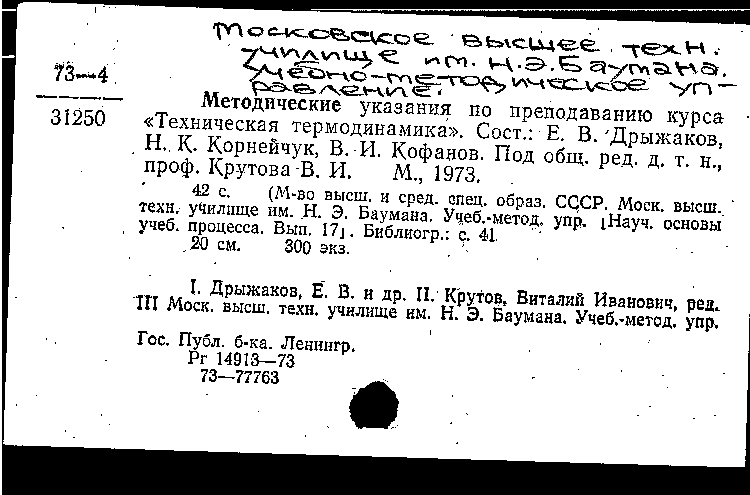 Московское высшее техн.
училище им. Н.Э.Баумана.
Учебно-методическое уп-
равление.
73—4
31250
Методические указания по преподаванию курса
«Техническая термодинамика». Сост.: Е. В. Дрыжаков,
Н. К. Корнейчук, В. И. Кофанов. Под общ. ред. д. т. н.,
проф. Крутова В. И. М., 1973.
42 с. (М-во высш. и сред. спец. образ. СССР. Моск. высш.
техн. училище им. Н. Э. Баумана. Учеб.-метод. упр. [Науч. основы
учеб. процесса. Вып. 17]. Библиогр.: с. 41
20 см. 300 экз.
I. Дрыжаков, Е. В. и др. II. Крутов, Виталий Иванович, ред.
III Моск. высш. техн. училище им. Н. Э. Баумана. Учеб.-метод. упр.
Гос. Публ. б-ка. Ленингр.
Рг 14913—73
73—77763